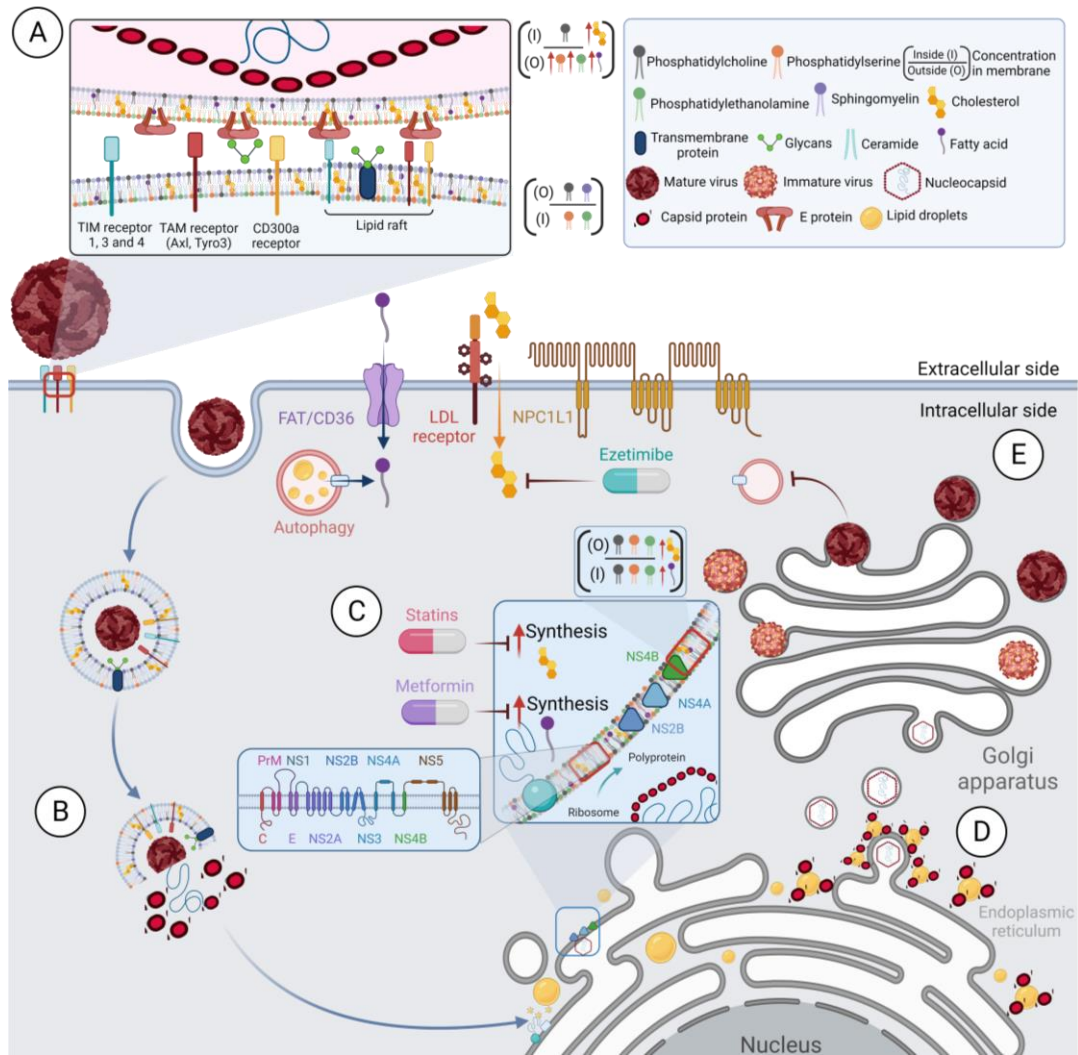 A
(I)
(O)
(O)
(I)
TIM receptor
1, 3 and 4
TAM receptor
(Axl, Tyro3)
CD300a
receptor
Lipid raft
Phosphatidylcholine
Phosphatidylserine
Inside (I)
Outside (O)
Concentration
in membrane
Phosphatidylethanolamine
Sphingomyelin
Cholesterol
Transmembrane
protein
Glycans
Ceramide
Fatty acid
Mature virus
Immature virus
Nucleocapsid
Capsid protein
E protein
Lipid droplets
Extracellular side
Intracellular side
FAT/CD36
LDL
receptor
NPC1L1
Ezetimibe
Autophagy
E
(O)
(I)
C
Statins
Synthesis
Metformin
Synthesis
NS4B
NS4A
NS2B
Polyprotein
Ribosome
PrM NS1 NS2B NS4A NS5
C E NS2A NS3 NS4B
Golgi
apparatus
B
D
Endoplasmic
reticulum
Nucleus